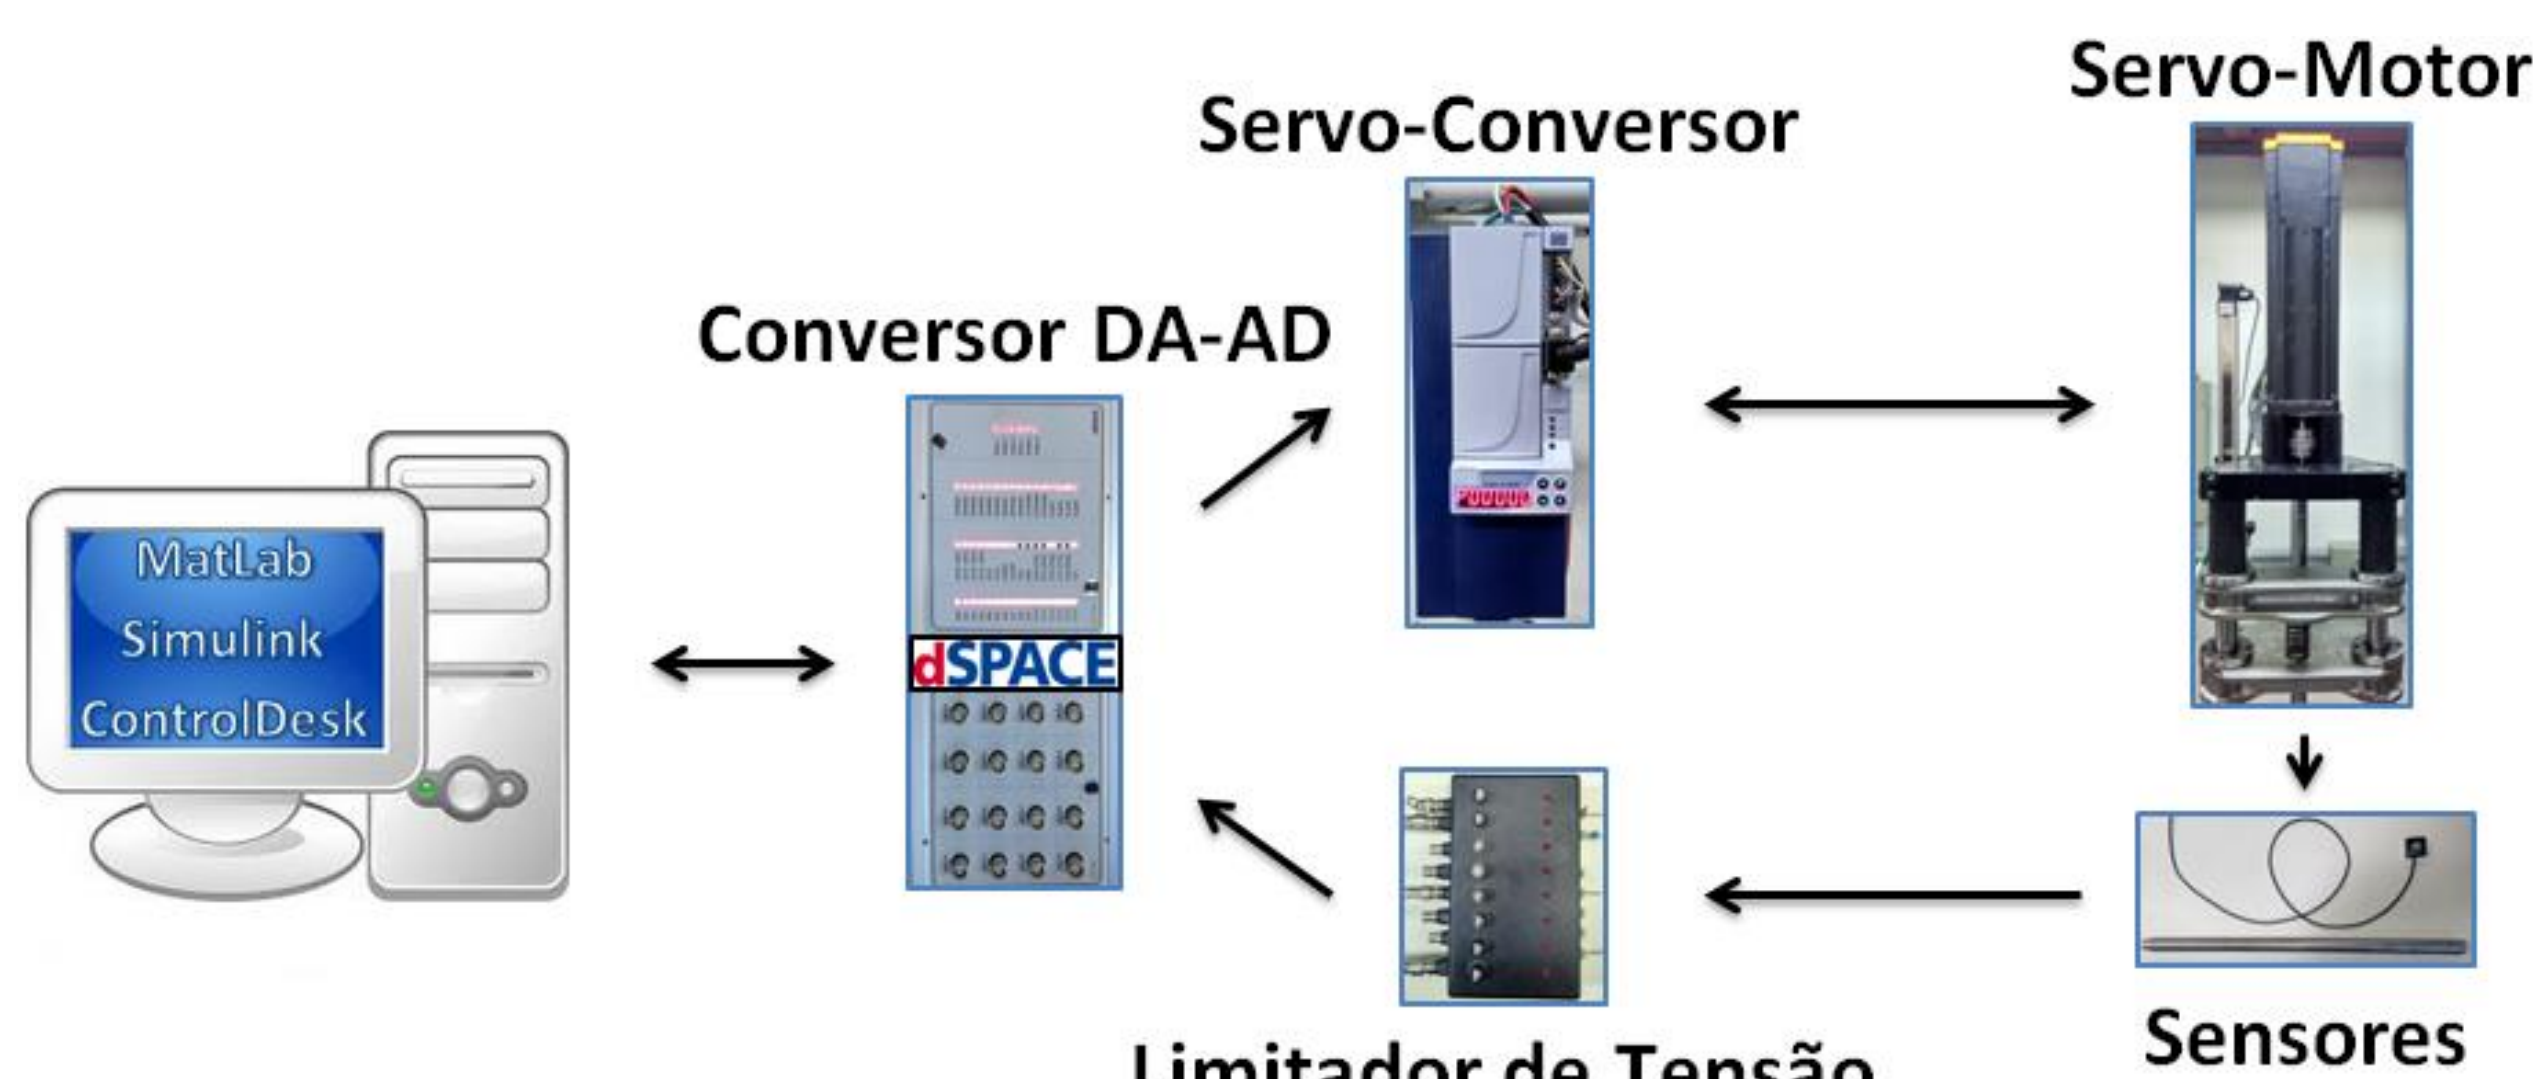 Servo-Motor
Servo-Conversor
Conversor DA-AD
MatLab
Simulink
ControlDesk
dSPACE
Limitador de Tensão
Sensores